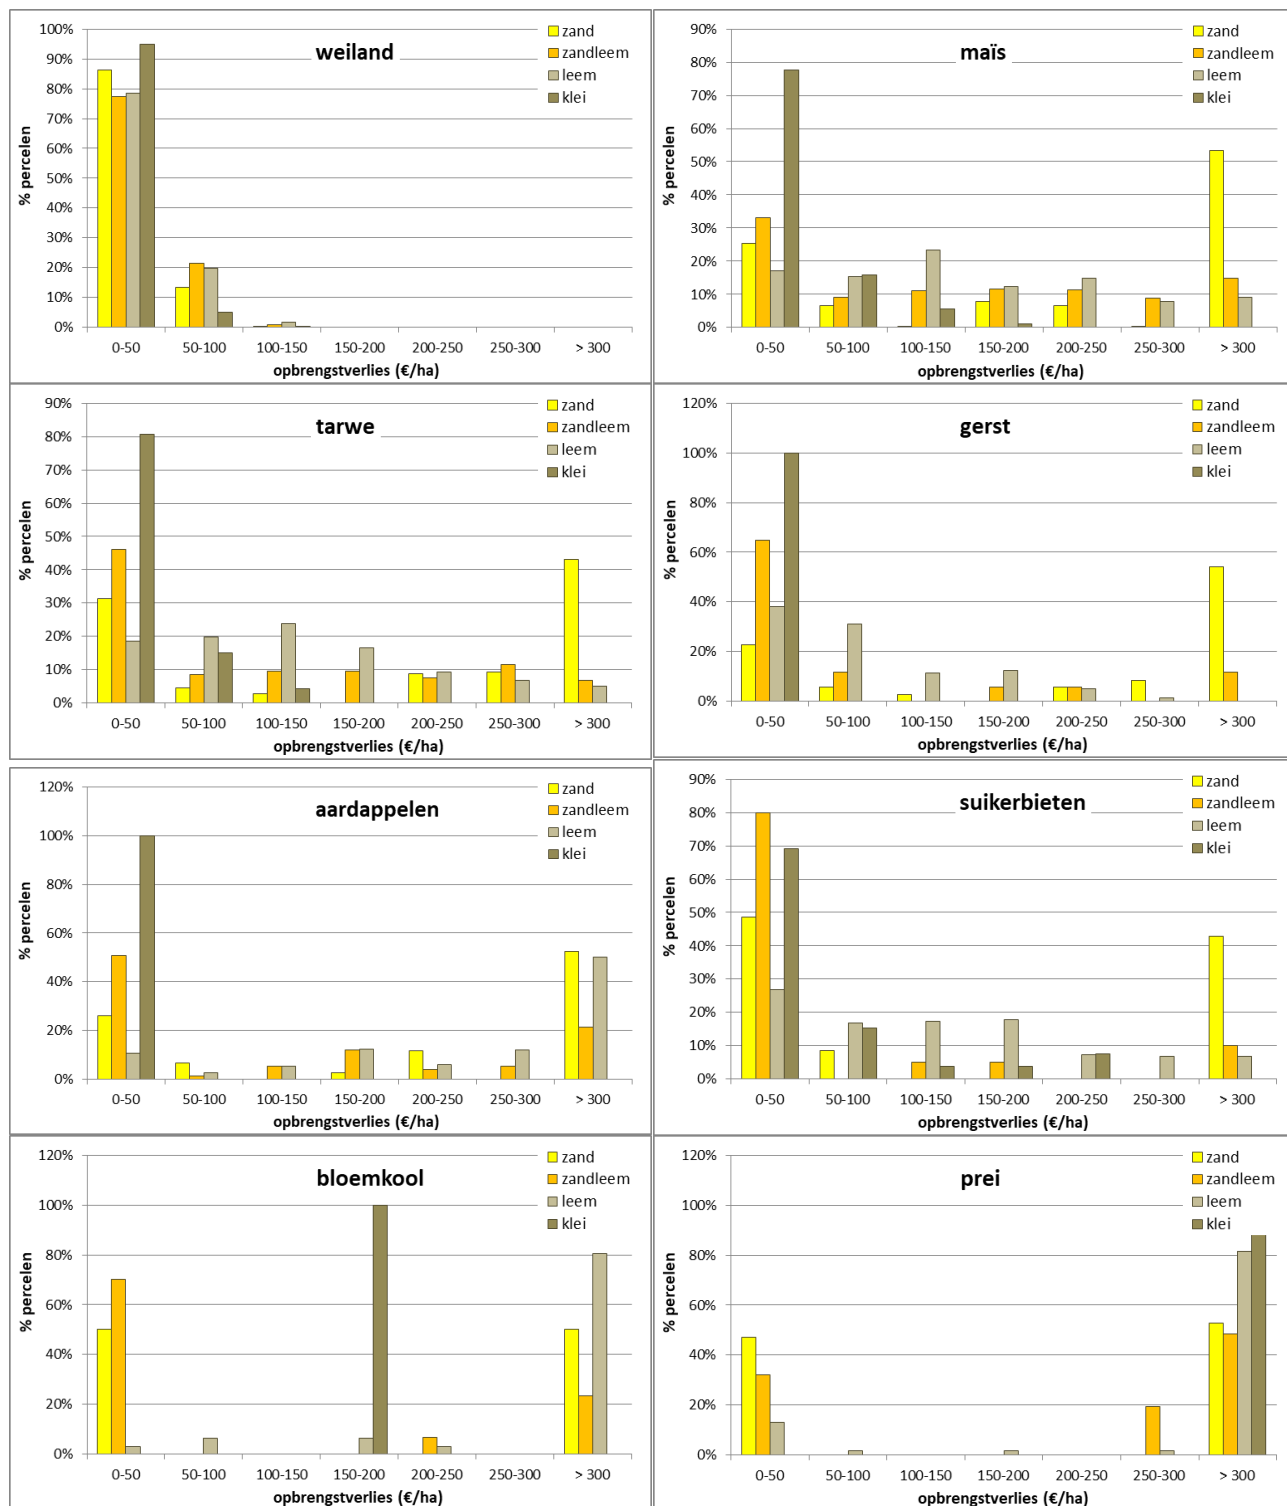 weiland
zand
zandleem
leem
klei
% percelen
100%
90%
80%
70%
60%
50%
40%
30%
20%
10%
0%
0-50 50-100 100-150 150-200 200-250 250-300 > 300
opbrengstverlies (€/ha)
maïs
zand
zandleem
leem
klei
% percelen
90%
80%
70%
60%
50%
40%
30%
20%
10%
0%
0-50 50-100 100-150 150-200 200-250 250-300 > 300
opbrengstverlies (€/ha)
tarwe
zand
zandleem
leem
klei
% percelen
90%
80%
70%
60%
50%
40%
30%
20%
10%
0%
0-50 50-100 100-150 150-200 200-250 250-300 > 300
opbrengstverlies (€/ha)
gerst
zand
zandleem
leem
klei
% percelen
120%
100%
80%
60%
40%
20%
0%
0-50 50-100 100-150 150-200 200-250 250-300 > 300
opbrengstverlies (€/ha)
aardappelen
zand
zandleem
leem
klei
% percelen
120%
100%
80%
60%
40%
20%
0%
0-50 50-100 100-150 150-200 200-250 250-300 > 300
opbrengstverlies (€/ha)
suikerbieten
zand
zandleem
leem
klei
% percelen
90%
80%
70%
60%
50%
40%
30%
20%
10%
0%
0-50 50-100 100-150 150-200 200-250 250-300 > 300
opbrengstverlies (€/ha)
bloemkool
zand
zandleem
leem
klei
% percelen
120%
100%
80%
60%
40%
20%
0%
0-50 50-100 100-150 150-200 200-250 250-300 > 300
opbrengstverlies (€/ha)
prei
zand
zandleem
leem
klei
% percelen
120%
100%
80%
60%
40%
20%
0%
0-50 50-100 100-150 150-200 200-250 250-300 > 300
opbrengstverlies (€/ha)